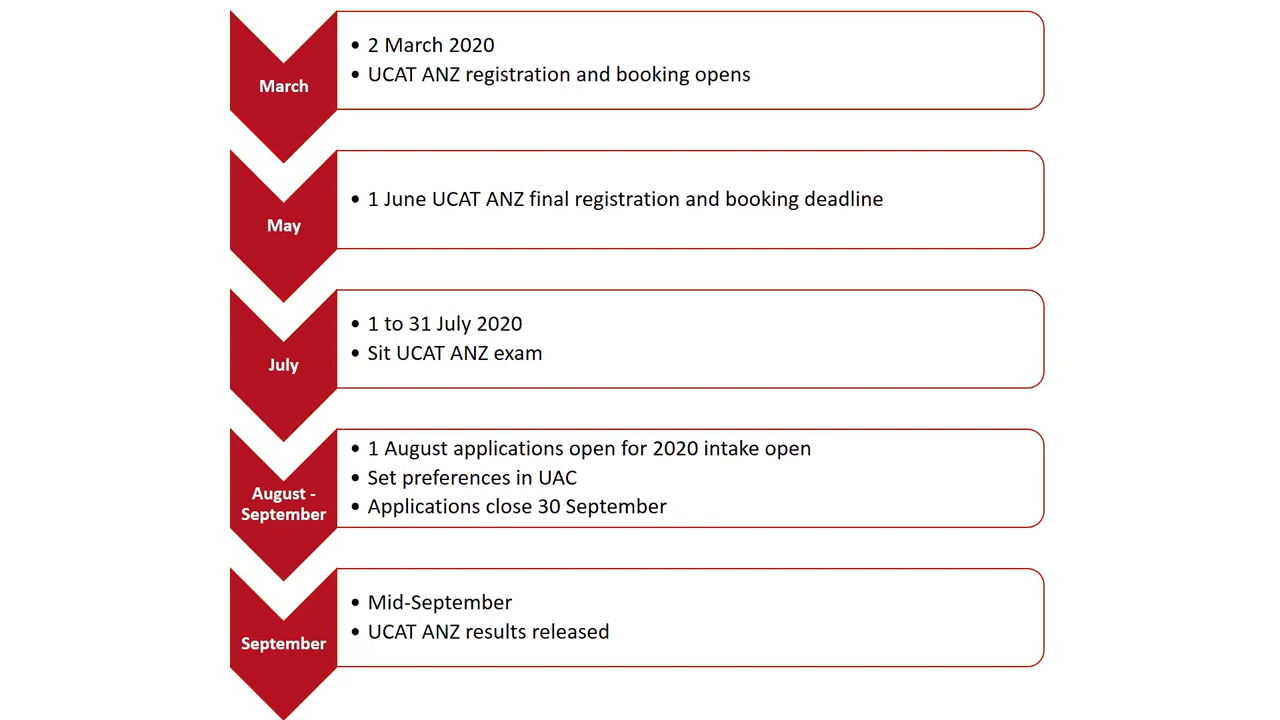 March
• 2 March 2020
• UCAT ANZ registration and booking opens
May
• 1 June UCAT ANZ final registration and booking deadline
July
• 1 to 31 July 2020
• Sit UCAT ANZ exam
August -
September
• 1 August applications open for 2020 intake open
• Set preferences in UAC
• Applications close 30 September
September
• Mid-September
• UCAT ANZ results released